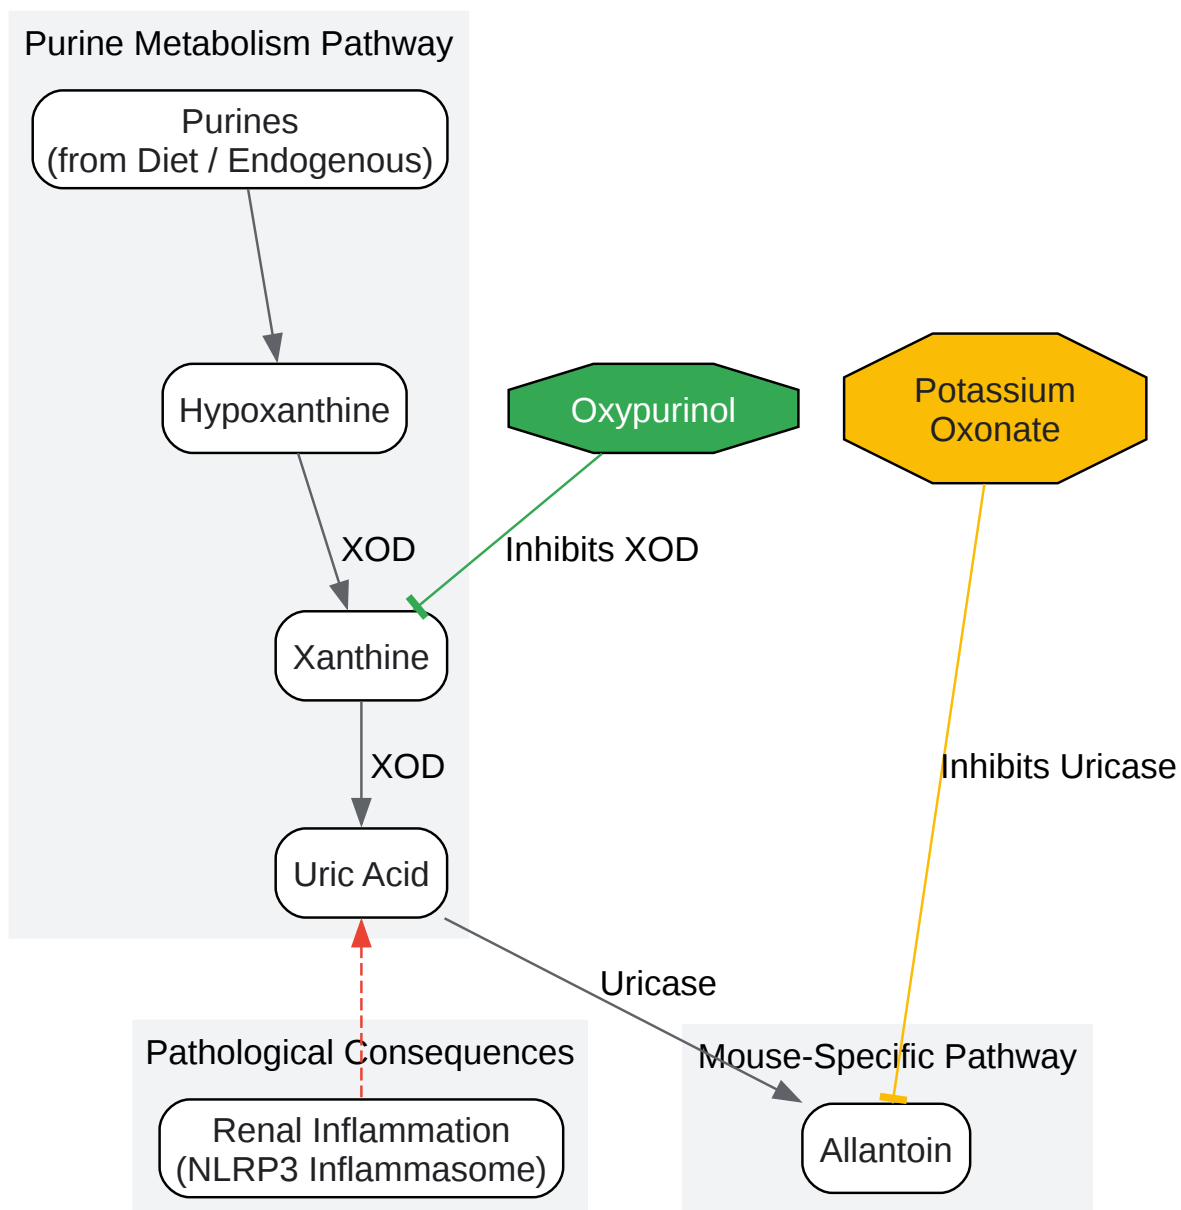 Purine Metabolism Pathway
Purines
(from Diet / Endogenous)
Hypoxanthine
Oxypurinol
Potassium
Oxonate
XOD
Inhibits XOD
Xanthine
XOD
Inhibits Uricase
Uric Acid
Uricase
Pathological Consequences
Mouse-Specific Pathway
Renal Inflammation
(NLRP3 Inflammasome)
Allantoin